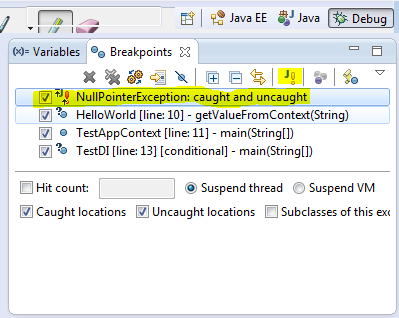 Java EE Java Debug
(x)= Variables Breakpoints
J
NullPointerException: caught and uncaught
HelloWorld [line: 10] - getValueFromContext(String)
TestAppContext [line: 11] - main(String[])
TestDI [line: 13] [conditional] - main(String[])
Hit count: Suspend thread Suspend VM
Caught locations Uncaught locations Subclasses of this